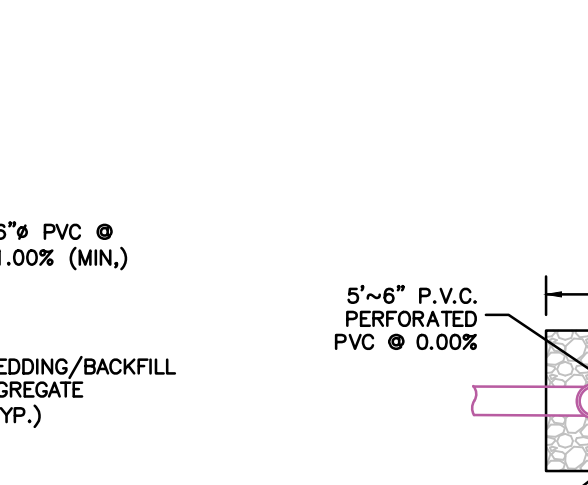 6"ø PVC @
1.00% (MIN,)
5'~6" P.V.C.
PERFORATED
PVC @ 0.00%
EDDING/BACKFILL
GREGATE
YP.)